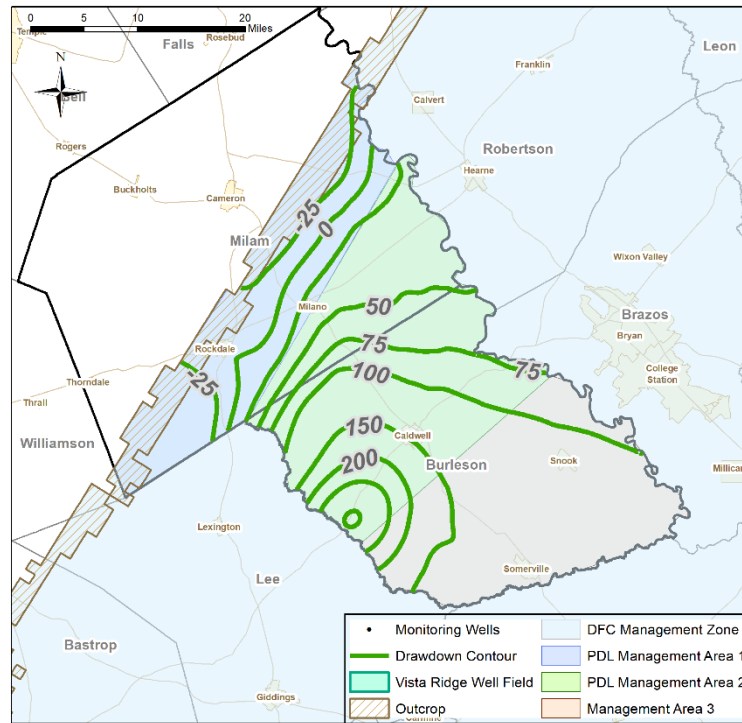 0 5 10 20
Miles
Temple
Falls
Rosebud
Leon
N
Bell
Franklin
Calvert
Rogers
Robertson
Hearne
Buckholts
Cameron
-25
0
Milam
Wixon Valley
Milano
50
Brazos
Rockdale
75
Bryan
Thorndale
-25
75
College
Station
100
Thrall
150
Caldwell
Williamson
200
Burleson
Snook
Millican
Lexington
Somerville
Lee
Bastrop
Giddings
Monitoring Wells
DFC Management Zone
Drawdown Contour
PDL Management Area 1
Vista Ridge Well Field
PDL Management Area 2
Outcrop
Management Area 3